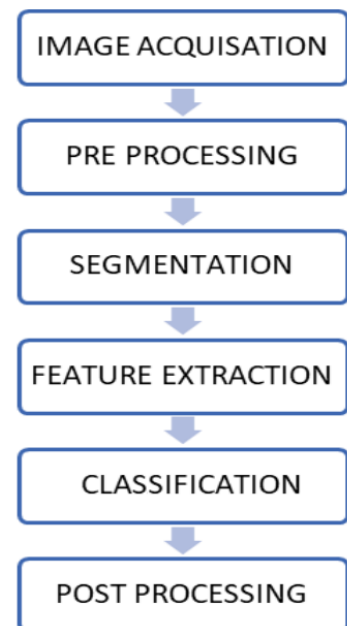 IMAGE ACQUISATION
PRE PROCESSING
SEGMENTATION
FEATURE EXTRACTION
CLASSIFICATION
POST PROCESSING